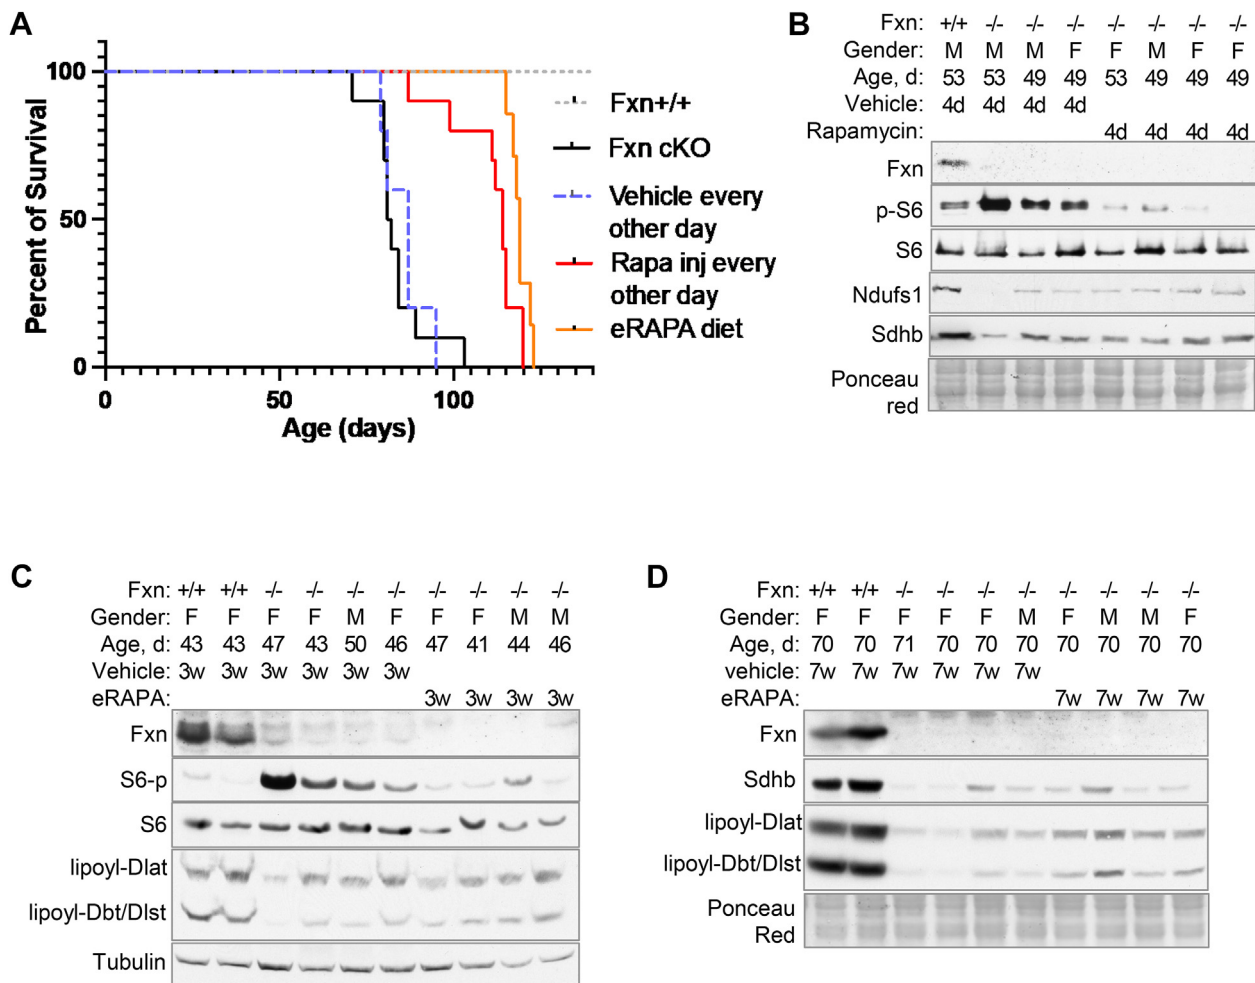 A
Percent of Survival
100
50
0
0 50 100
Age (days)
Fxn+/+
Fxn cKO
Vehicle every
other day
Rapa inj every
other day
eRAPA diet
B
Fxn: +/+ -/- -/- -/- -/- -/- -/- -/-
Gender: M M M F F M F F
Age, d: 53 53 49 49 53 49 49 49
Vehicle: 4d 4d 4d 4d
Rapamycin: 4d 4d 4d 4d
Fxn
p-S6
S6
Ndufs1
Sdhb
Ponceau
red
C
Fxn: +/+ +/+ -/- -/- -/- -/- -/- -/- -/- -/-
Gender: F F F F M F F F M M
Age, d: 43 43 47 43 50 46 47 41 44 46
Vehicle: 3w 3w 3w 3w 3w 3w
eRAPA: 3w 3w 3w 3w
Fxn
S6-p
S6
lipoyl-Dlat
lipoyl-Dbt/Dlst
Tubulin
D
Fxn: +/+ +/+ -/- -/- -/- -/- -/- -/- -/- -/-
Gender: F F F F F M F M M F
Age, d: 70 70 71 70 70 70 70 70 70 70
vehicle: 7w 7w 7w 7w 7w 7w
eRAPA: 7w 7w 7w 7w
Fxn
Sdhb
lipoyl-Dlat
lipoyl-Dbt/Dlst
Ponceau
Red